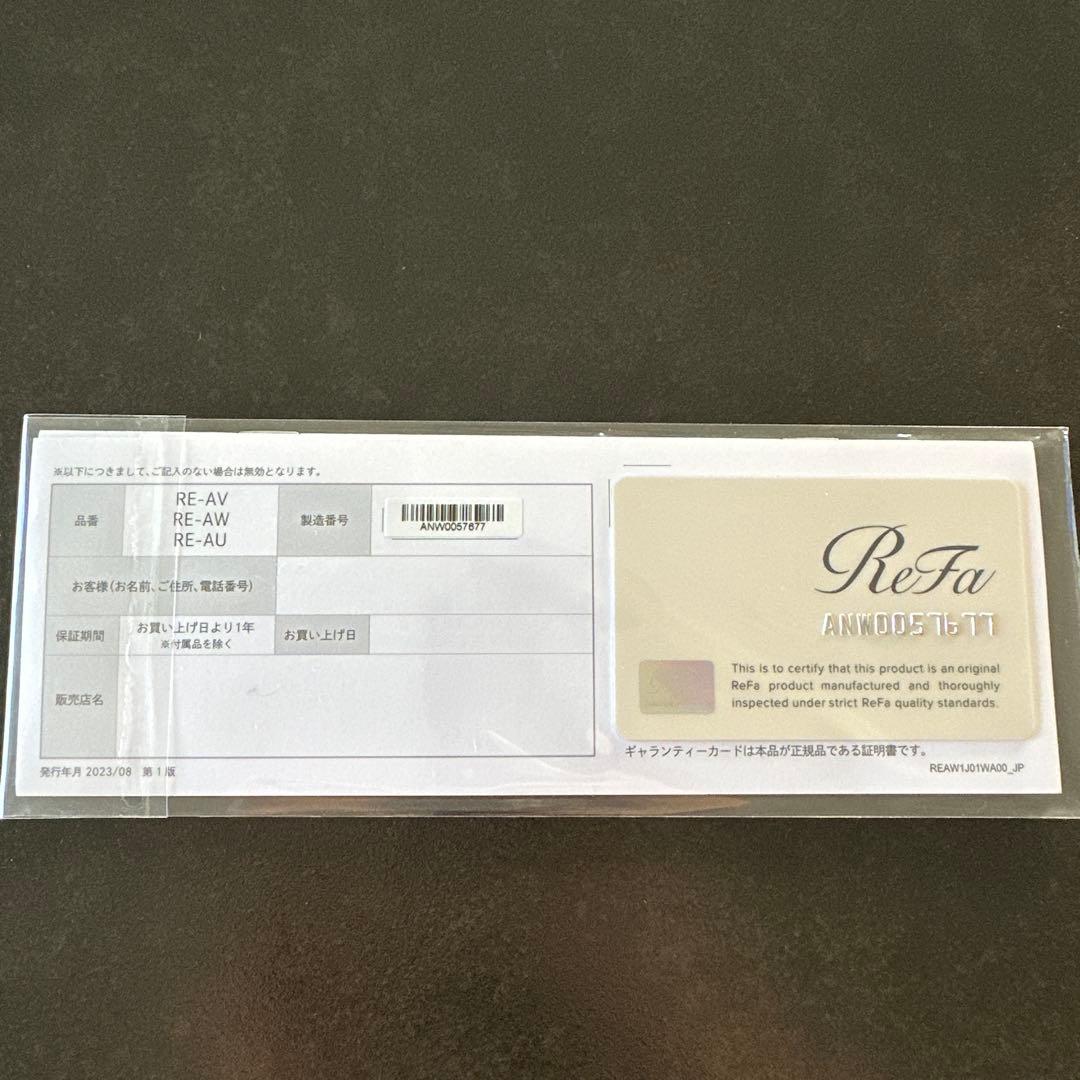 ※以下につきまして、ご記入のない場合は無効となります。
品番
RE-AV
RE-AW
RE-AU
製造番号
ANW0057677
お客様(お名前、ご住所、電話番号)
保証期間
お買い上げ日より1年
※付属品を除く
お買い上げ日
販売店名
発行年月 2023/08 第1版
ReFa
ANW0057677
This is to certify that this product is an original
ReFa product manufactured and thoroughly
inspected under strict ReFa quality standards.
ギャランティーカードは本品が正規品である証明書です。
REAW1J01WA00_JP